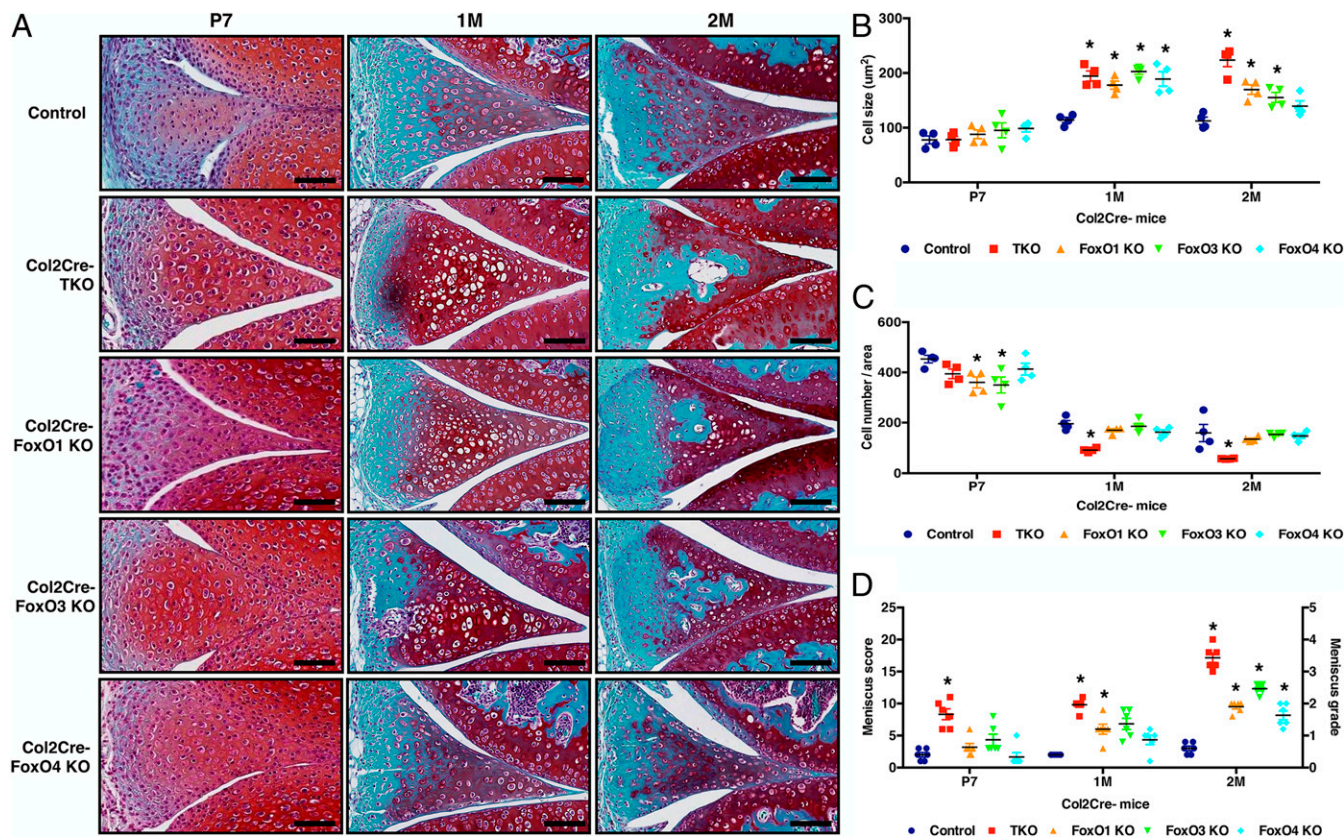 A
P7
1M
2M
Control
Col2Cre-
TKO
Col2Cre-
FoxO1 KO
Col2Cre-
FoxO3 KO
Col2Cre-
FoxO4 KO
B
300
200
100
0
Cell size (um²)
* * * * * * *
P7 1M 2M
Col2Cre- mice
Control TKO FoxO1 KO FoxO3 KO FoxO4 KO
C
600
400
200
0
Cell number / area
* * * *
P7 1M 2M
Col2Cre- mice
Control TKO FoxO1 KO FoxO3 KO FoxO4 KO
D
25
20
15
10
5
0
Meniscus score
* * * * * * *
5
4
3
2
1
0
Meniscus grade
P7 1M 2M
Col2Cre- mice
Control TKO FoxO1 KO FoxO3 KO FoxO4 KO